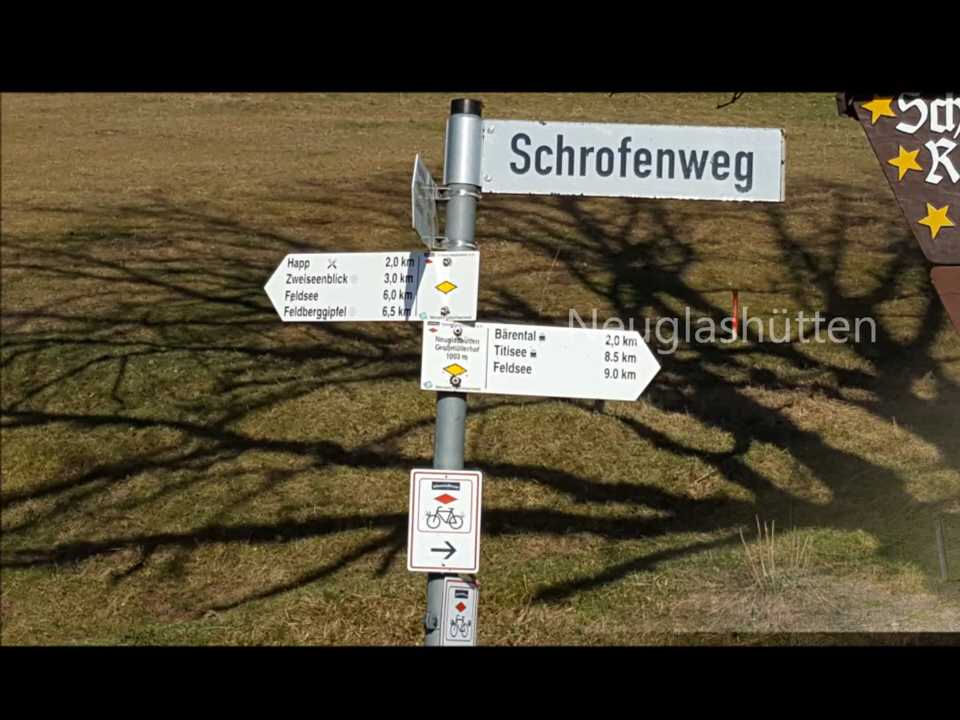 Schrofenweg
Sch
R
Happ 2,0 km
Zweiseenblick 3,0 km
Feldsee 6,0 km
Feldberggipfel 6,5 km
Neuglashütten
Neuglashütten
Großmüllerhof
1003 m
Bärental 2,0 km
Titisee 8.5 km
Feldsee 9.0 km